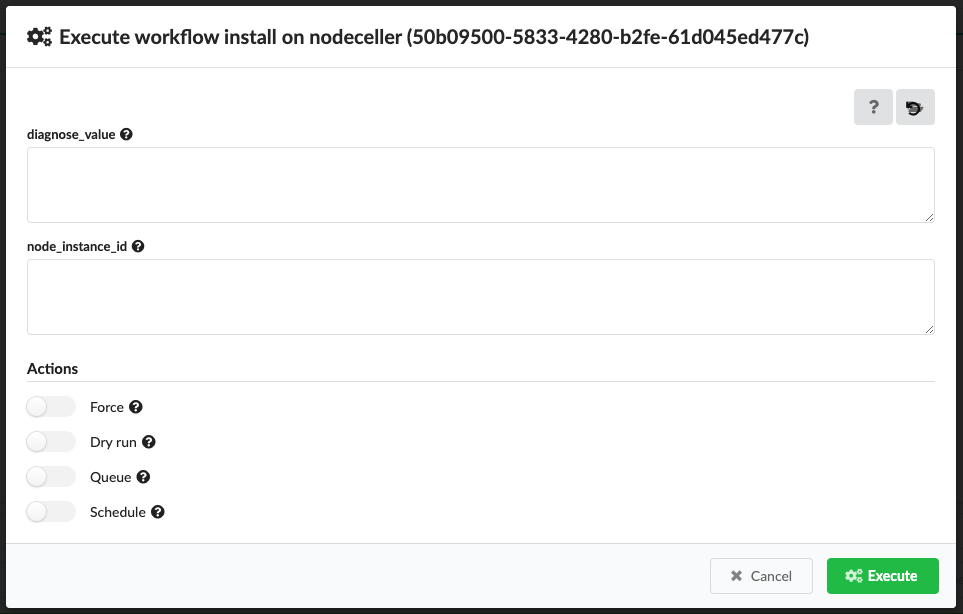 Execute workflow install on nodeceller (50b09500-5833-4280-b2fe-61d045ed477c)
?
diagnose_value ?
node_instance_id ?
Actions
Force ?
Dry run ?
Queue ?
Schedule ?
Cancel
Execute